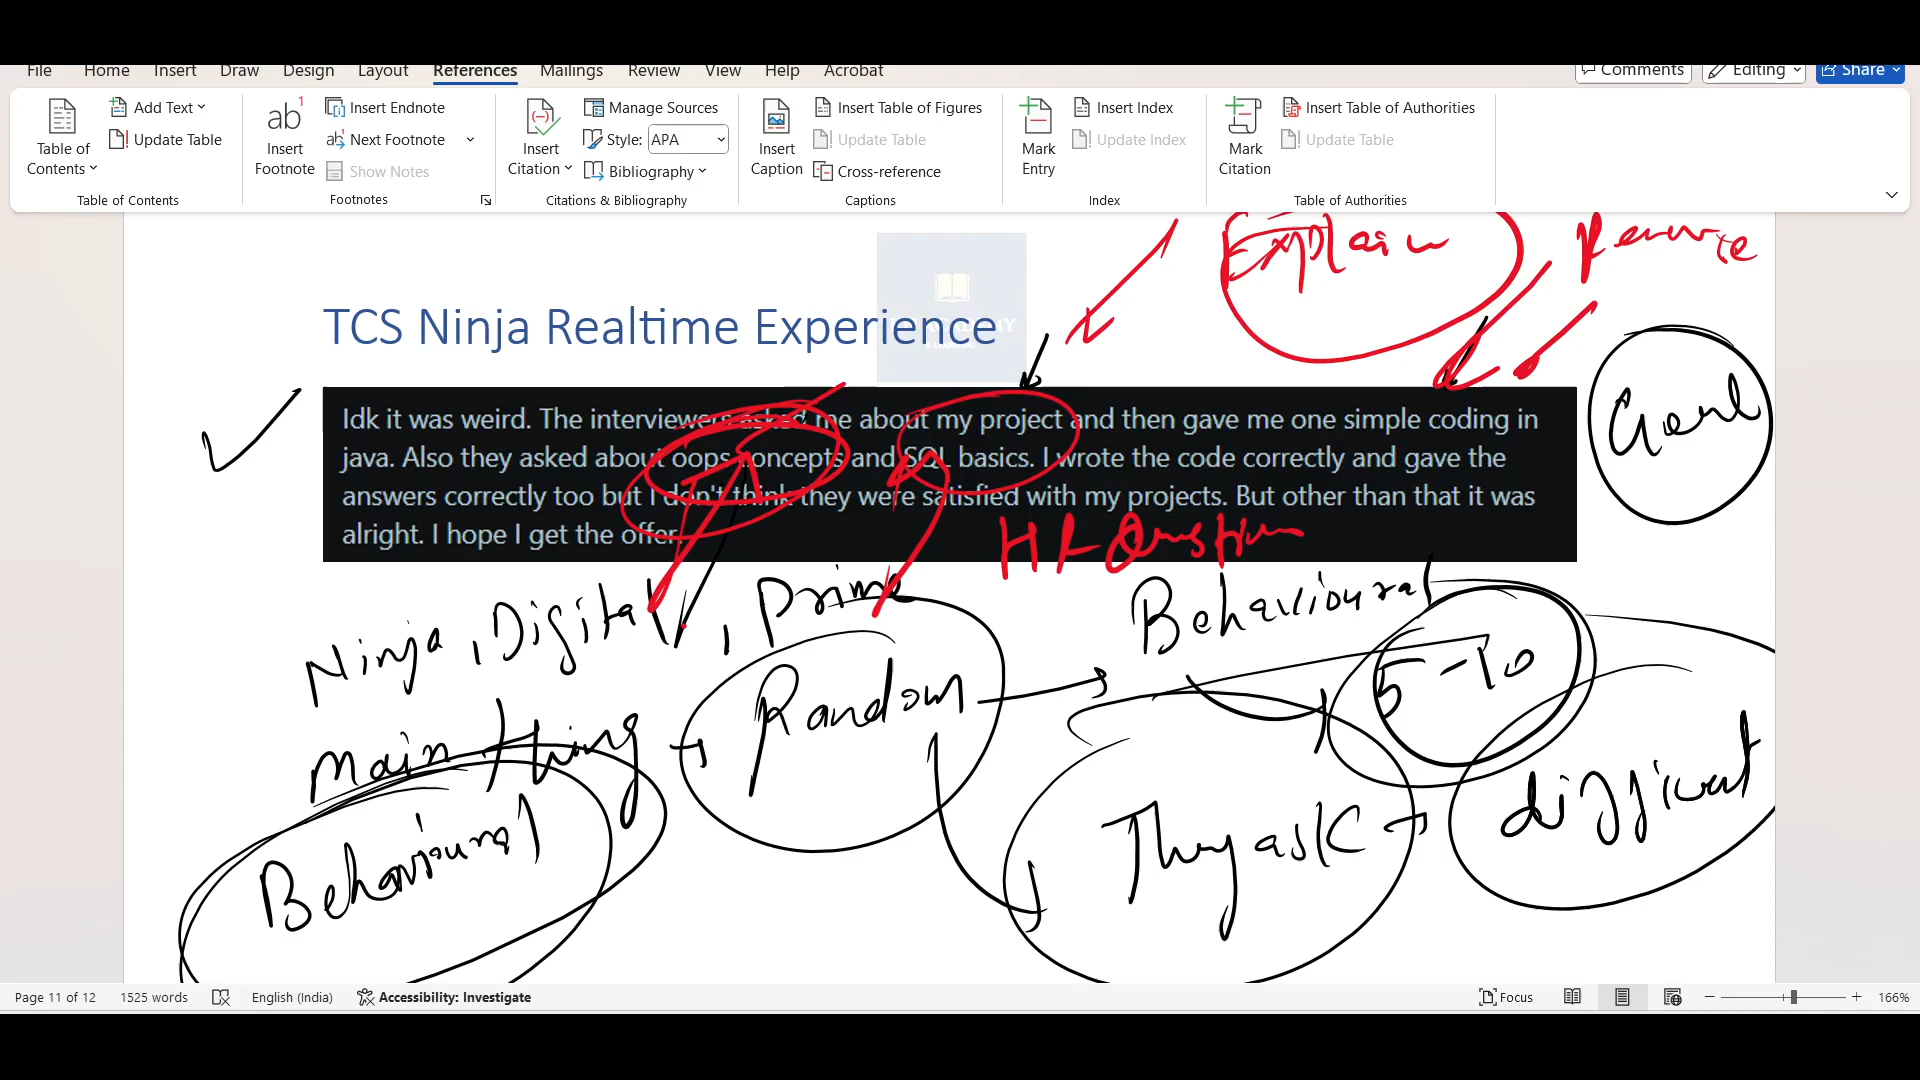 File Home Insert Draw Design Layout References Mailings Review View Help Acrobat Comments Editing Share
Add Text
Update Table
Table of Contents
Table of Contents
ab 1
Insert Footnote
Insert Endnote
Next Footnote
Show Notes
Footnotes
Insert Citation
Manage Sources
Style: APA
Bibliography
Citations & Bibliography
Insert Caption
Insert Table of Figures
Update Table
Cross-reference
Captions
Mark Entry
Insert Index
Update Index
Index
Mark Citation
Insert Table of Authorities
Update Table
Table of Authorities
Explain
TCS Ninja Realtime Experience
Idk it was weird. The interviewers asked me about my project and then gave me one simple coding in
java. Also they asked about oops concepts and SQL basics. I wrote the code correctly and gave the
answers correctly too but I don't think they were satisfied with my projects. But other than that it was
alright. I hope I get the offer.
HR Question
Ninja, Digital, Prime
Behavioural
Main thing
Random
5-10
Behavioural
They ask
difficult
Page 11 of 12 1525 words English (India) Accessibility: Investigate Focus 166%